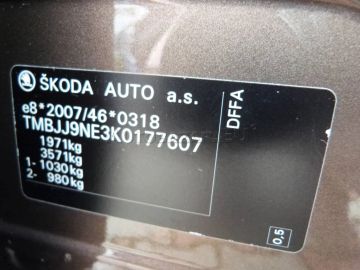 ŠKODA AUTO a.s.
e8*2007/46*0318
TMBJJ9NE3K0177607
1971kg
3571kg
1- 1030kg
2- 980kg
DFFA
0,5